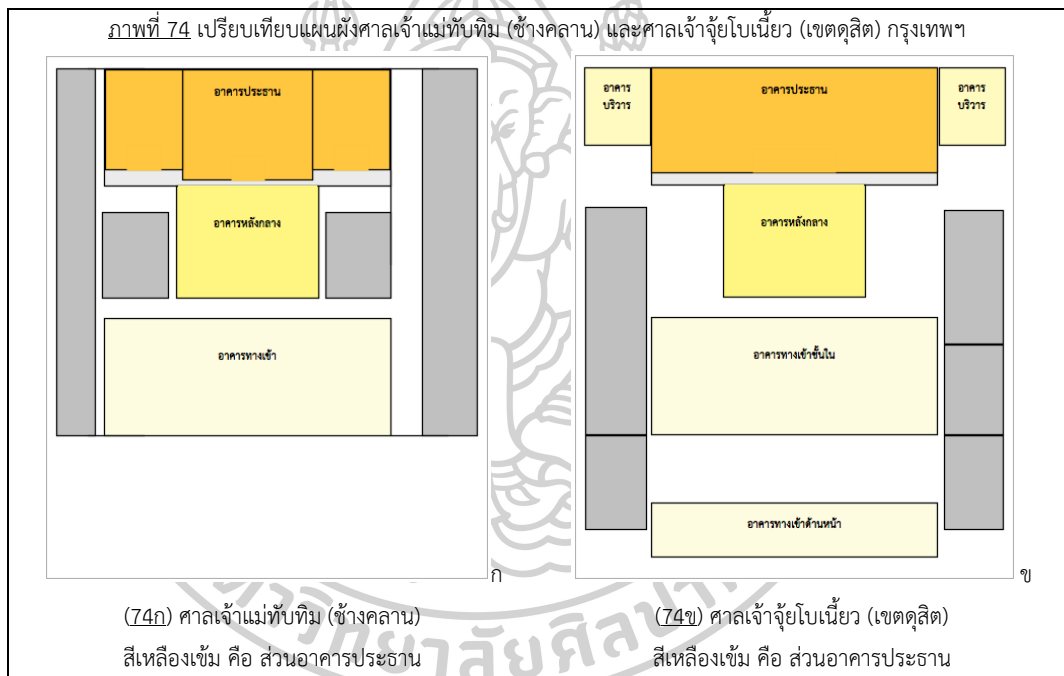 ภาพที่ 74 เปรียบเทียบแผนผังศาลเจ้าแม่ทับทิม (ช้างคลาน) และศาลเจ้าจุ้ยโบเนี้ยว (เขตดุสิต) กรุงเทพฯ
อาคารประธาน
อาคารหลังกลาง
อาคารทางเข้า
ก
อาคาร
บริวาร
อาคารประธาน
อาคาร
บริวาร
อาคารหลังกลาง
อาคารทางเข้าชั้นใน
อาคารทางเข้าด้านหน้า
ข
(74ก) ศาลเจ้าแม่ทับทิม (ช้างคลาน)
สีเหลืองเข้ม คือ ส่วนอาคารประธาน
(74ข) ศาลเจ้าจุ้ยโบเนี้ยว (เขตดุสิต)
สีเหลืองเข้ม คือ ส่วนอาคารประธาน